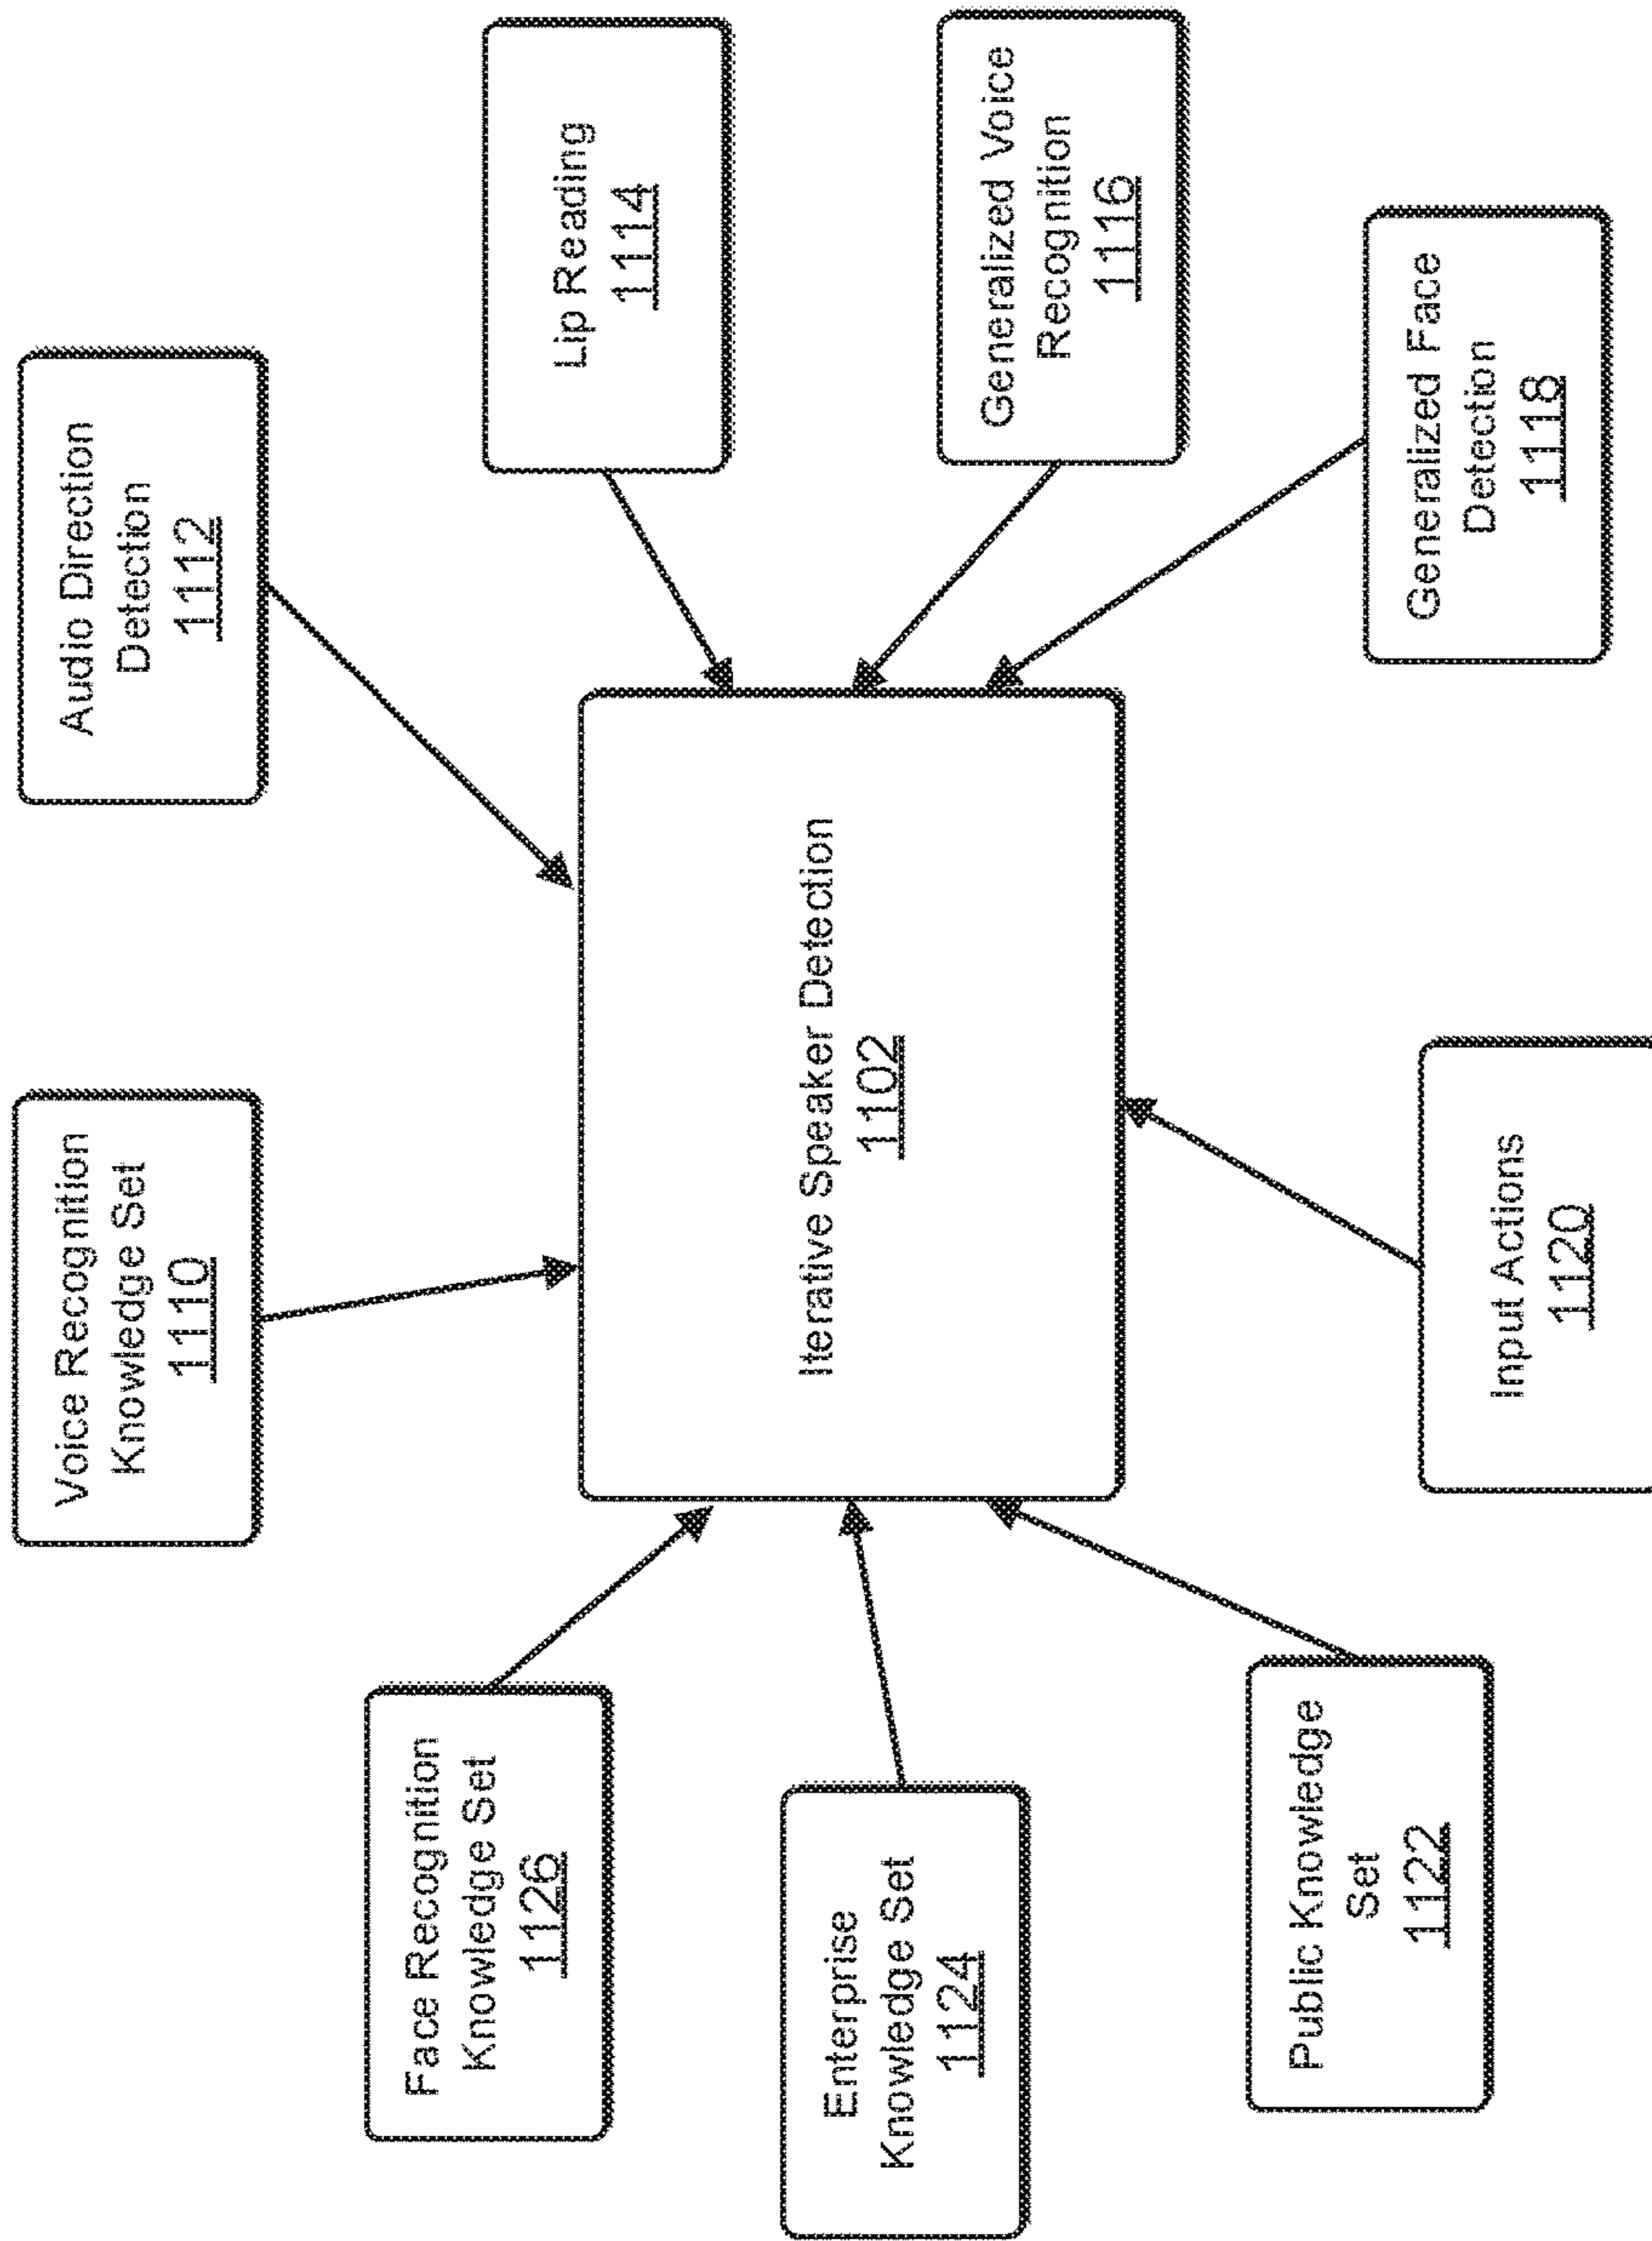 Voice Recognition
Knowledge Set
1110
Audio Direction
Detection
1112
Lip Reading
1114
Generalized Voice
Recognition
1116
Generalized Face
Detection
1118
Input Actions
1120
Public Knowledge
Set
1122
Enterprise
Knowledge Set
1124
Face Recognition
Knowledge Set
1126
Iterative Speaker Detection
1102